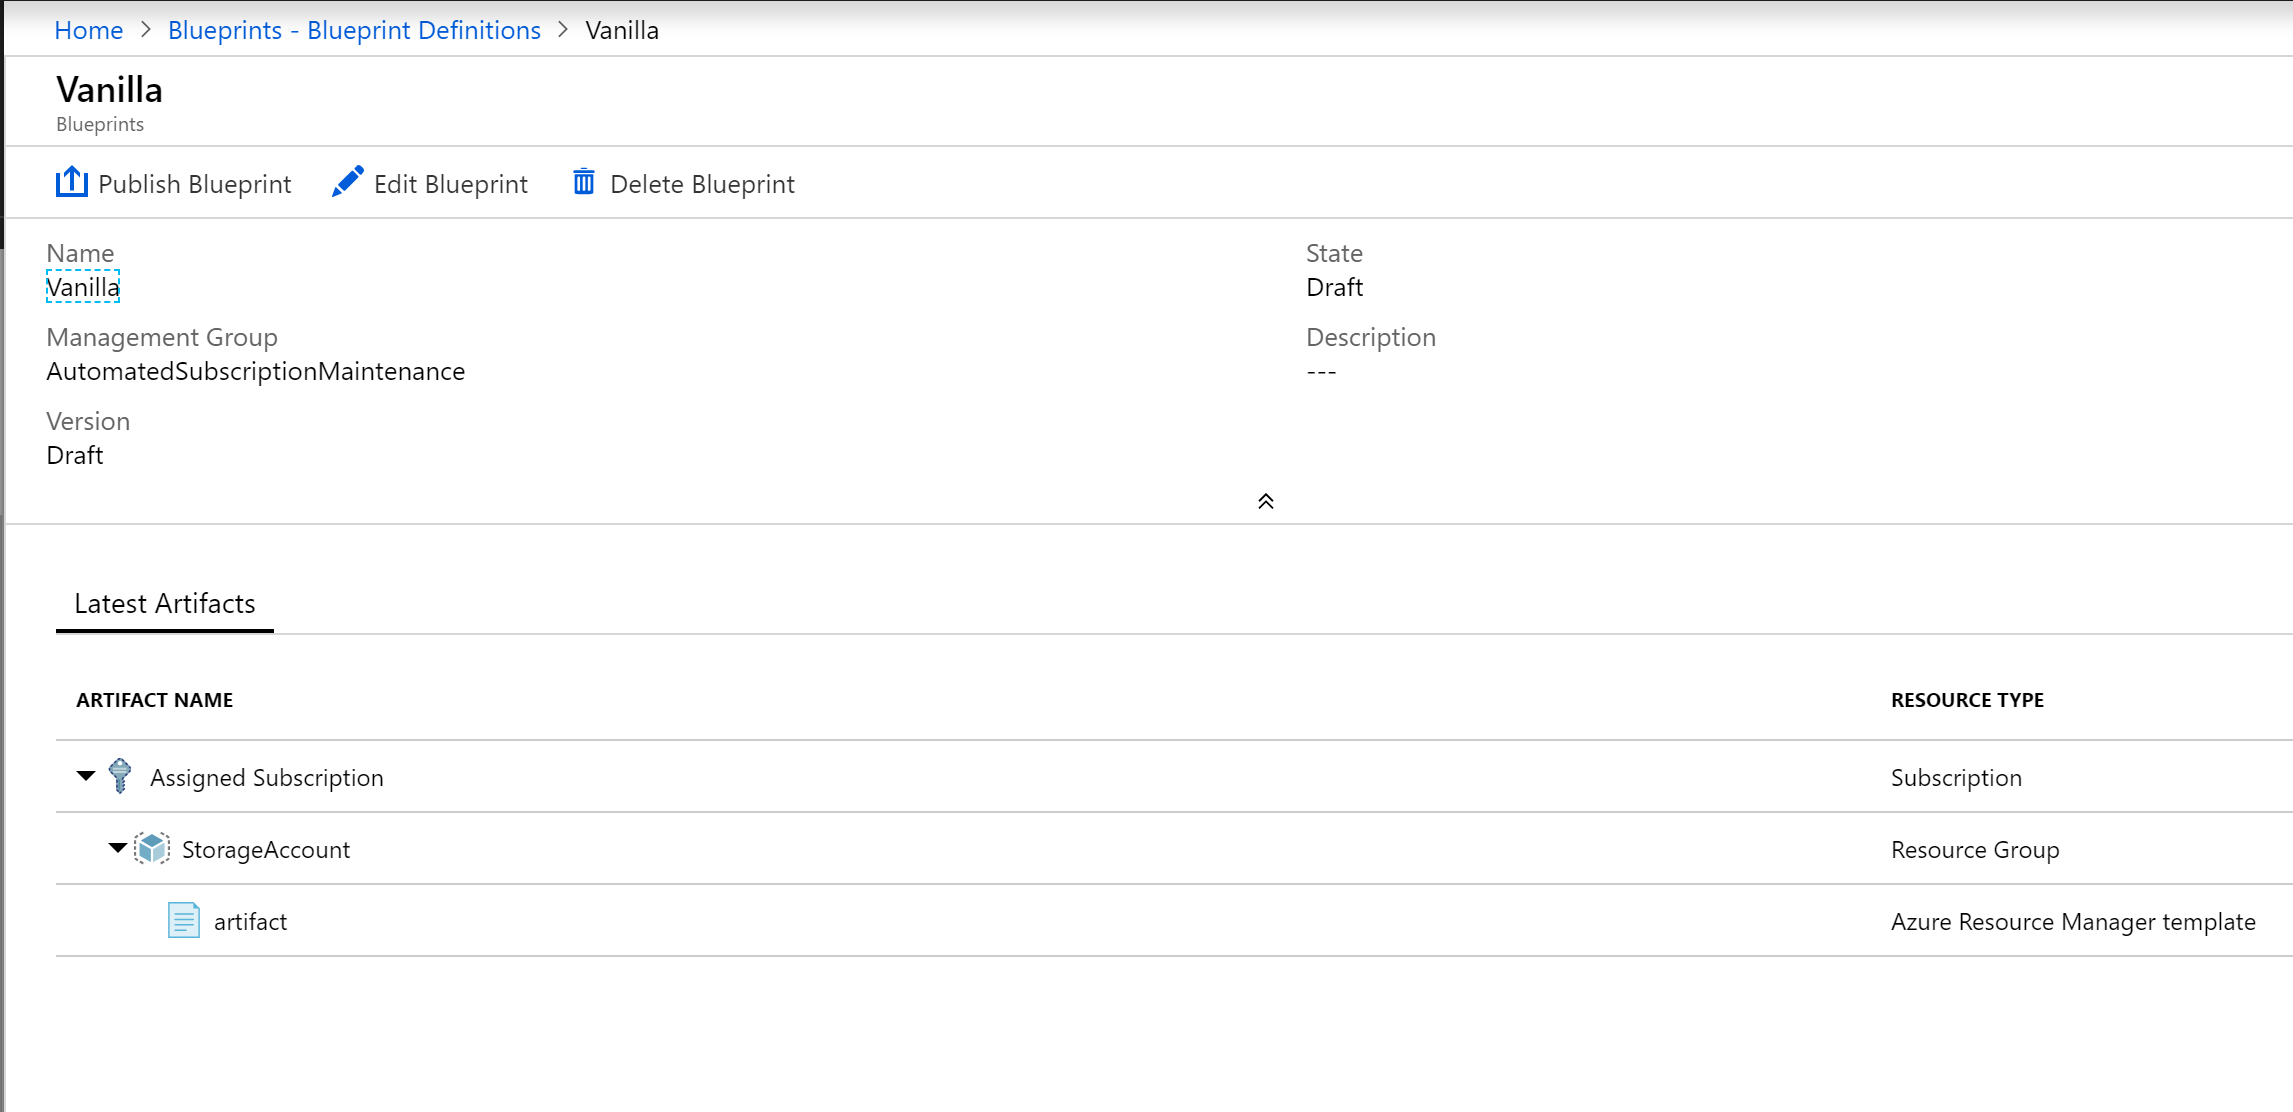 Home > Blueprints - Blueprint Definitions > Vanilla
Vanilla
Blueprints
Publish Blueprint Edit Blueprint Delete Blueprint
Name
Vanilla
State
Draft
Management Group
AutomatedSubscriptionMaintenance
Description
---
Version
Draft
Latest Artifacts
ARTIFACT NAME RESOURCE TYPE
Assigned Subscription Subscription
StorageAccount Resource Group
artifact Azure Resource Manager template